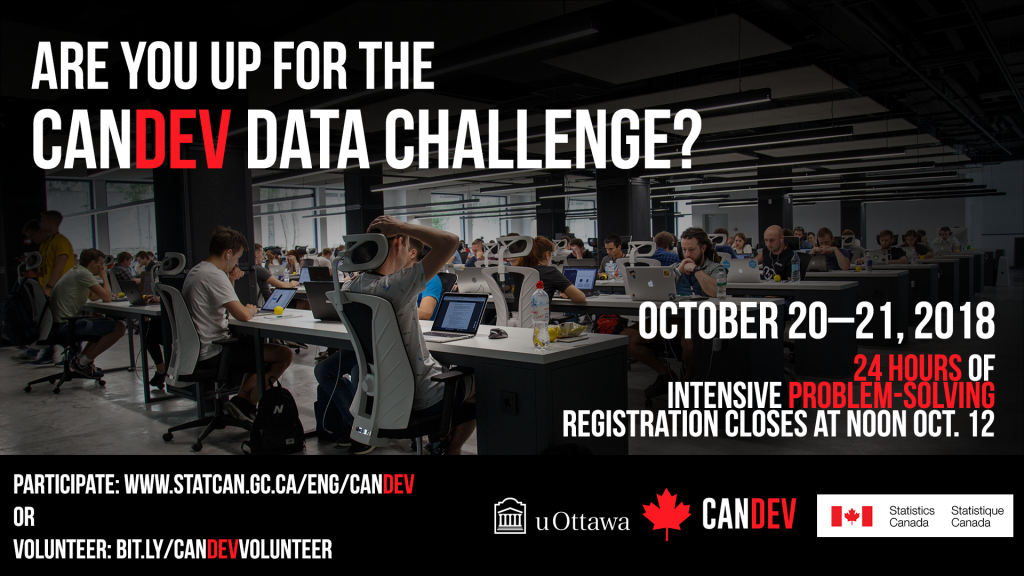 ARE YOU UP FOR THE
CANDEV DATA CHALLENGE?
OCTOBER 20–21, 2018
24 HOURS OF
INTENSIVE PROBLEM-SOLVING
REGISTRATION CLOSES AT NOON OCT. 12
PARTICIPATE: WWW.STATCAN.GC.CA/ENG/CANDEV
OR
VOLUNTEER: BIT.LY/CANDEVVOLUNTEER
uOttawa
CANDEV
Statistics Canada
Statistique Canada